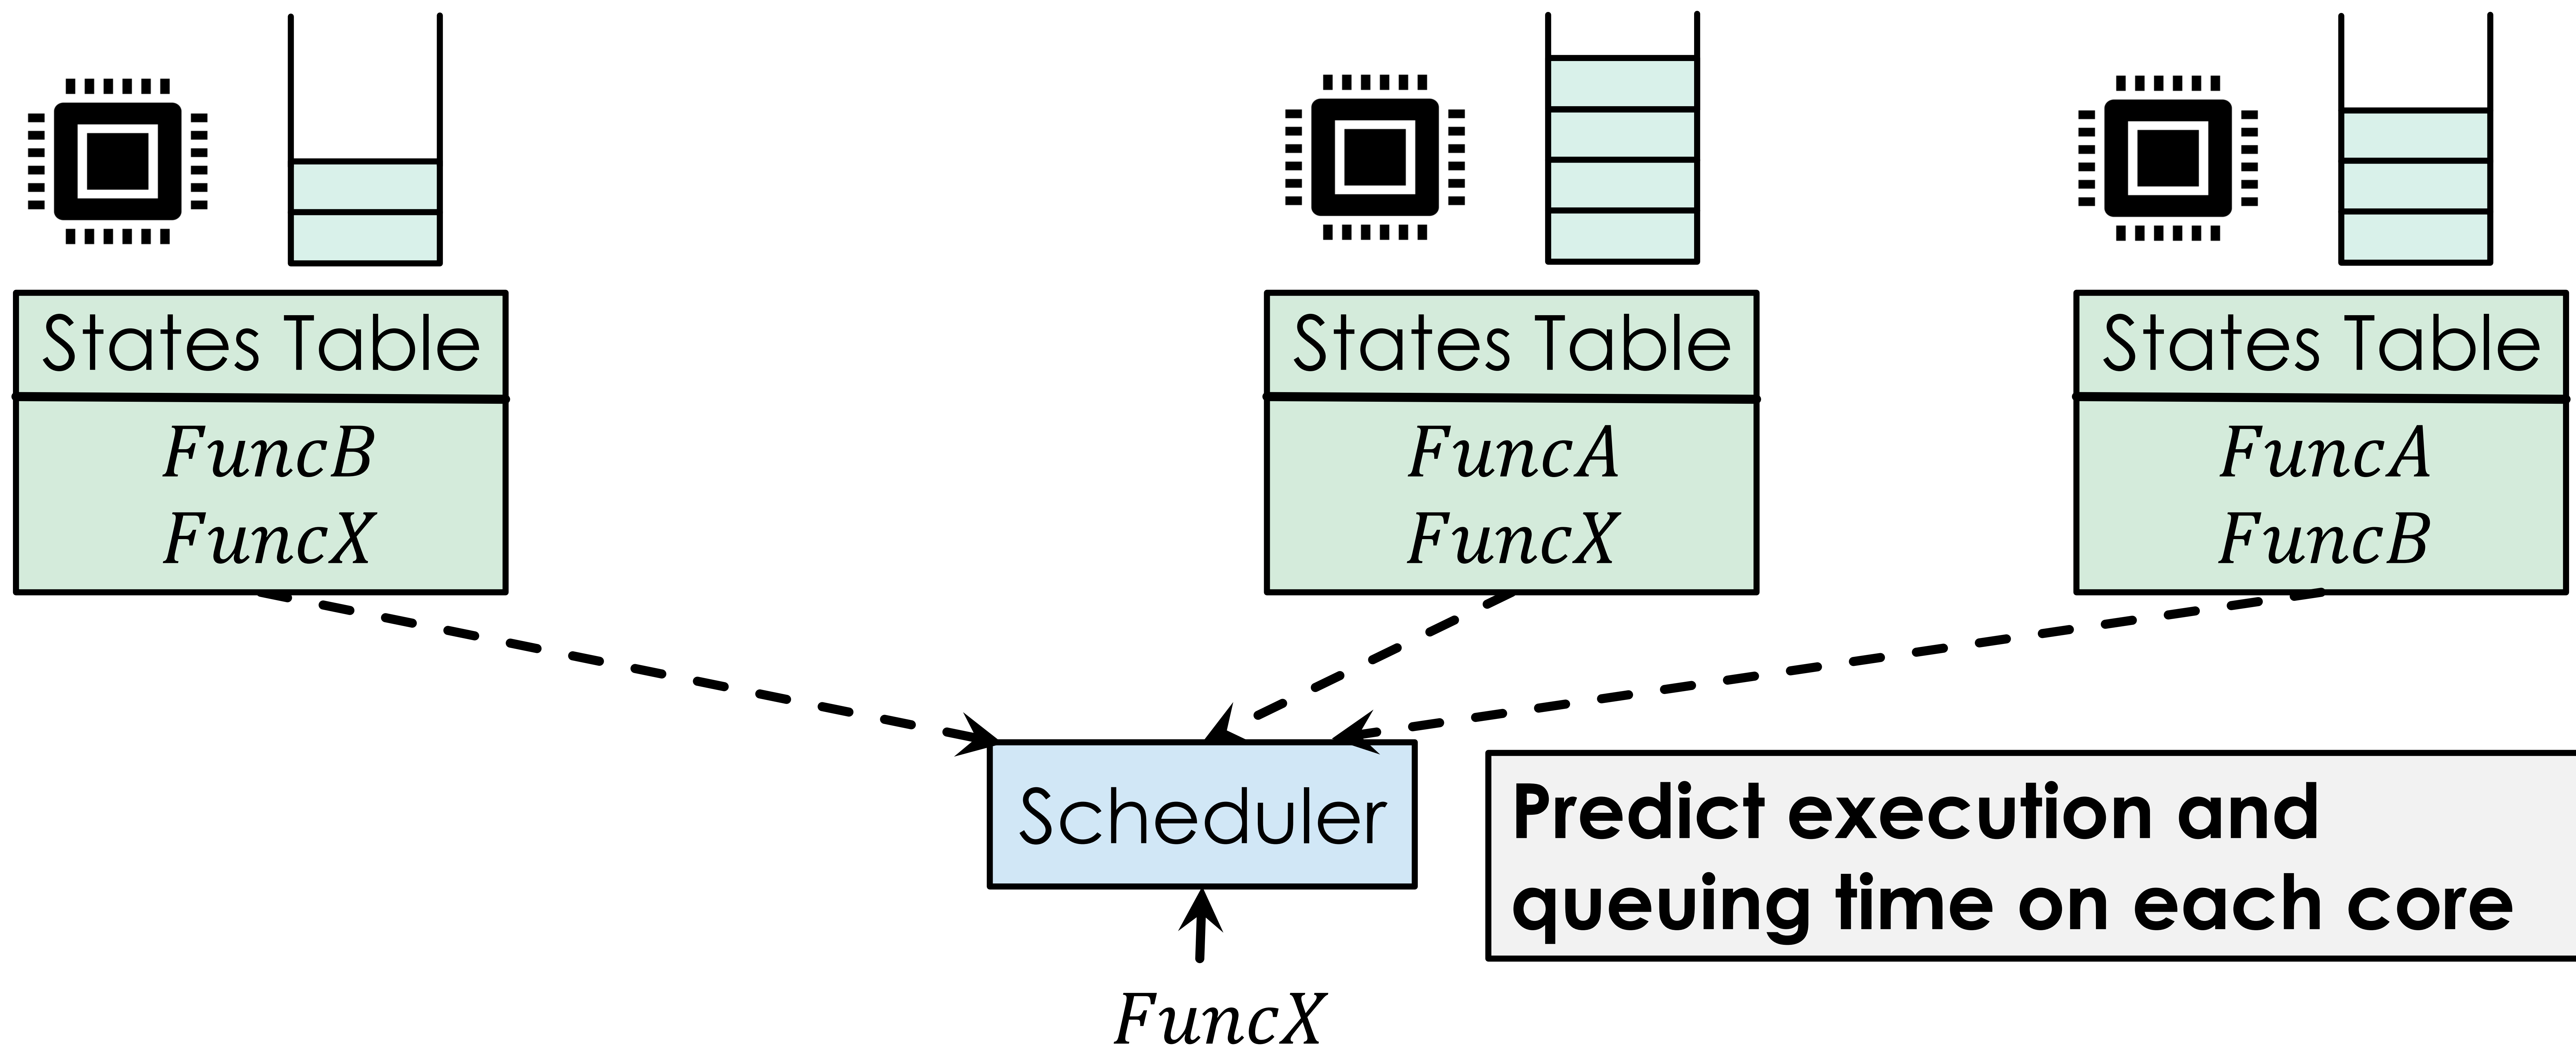 States Table
FuncB
FuncX
States Table
FuncA
FuncX
States Table
FuncA
FuncB
Scheduler
Predict execution and
queuing time on each core
FuncX